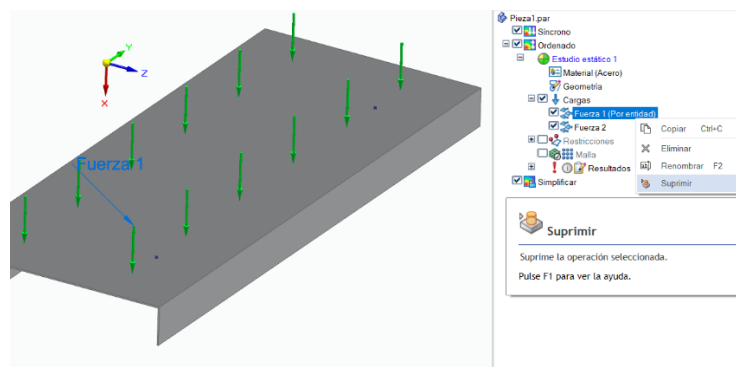 Y
Z
X
Fuerza 1
Pieza1.par
Síncrono
Ordenado
Estudio estático 1
Material (Acero)
Geometría
Cargas
Fuerza 1 (Por entidad)
Fuerza 2
Restricciones
Malla
Resultados
Simplificar
Copiar Ctrl+C
Eliminar
Renombrar F2
Suprimir
Suprimir
Suprime la operación seleccionada.
Pulse F1 para ver la ayuda.